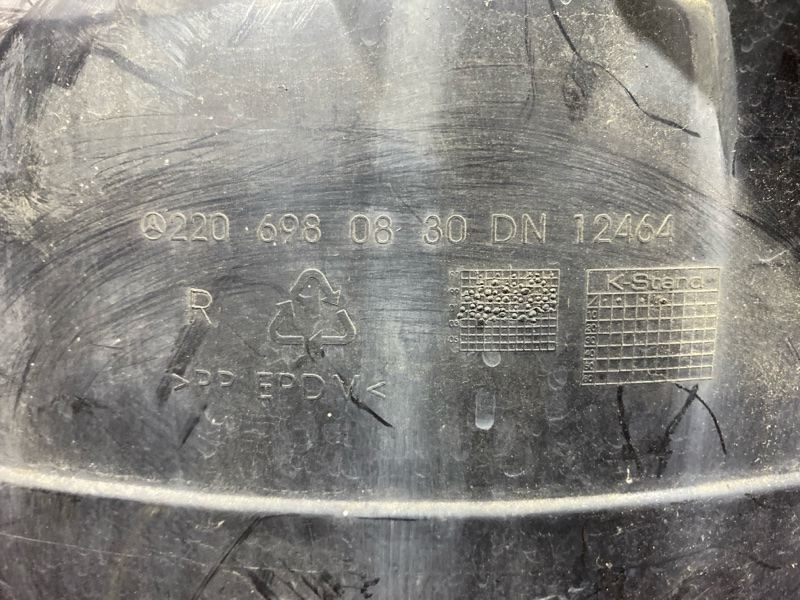 220 698 08 30 DN 12464
R
K-Stand
>PP EPDM<